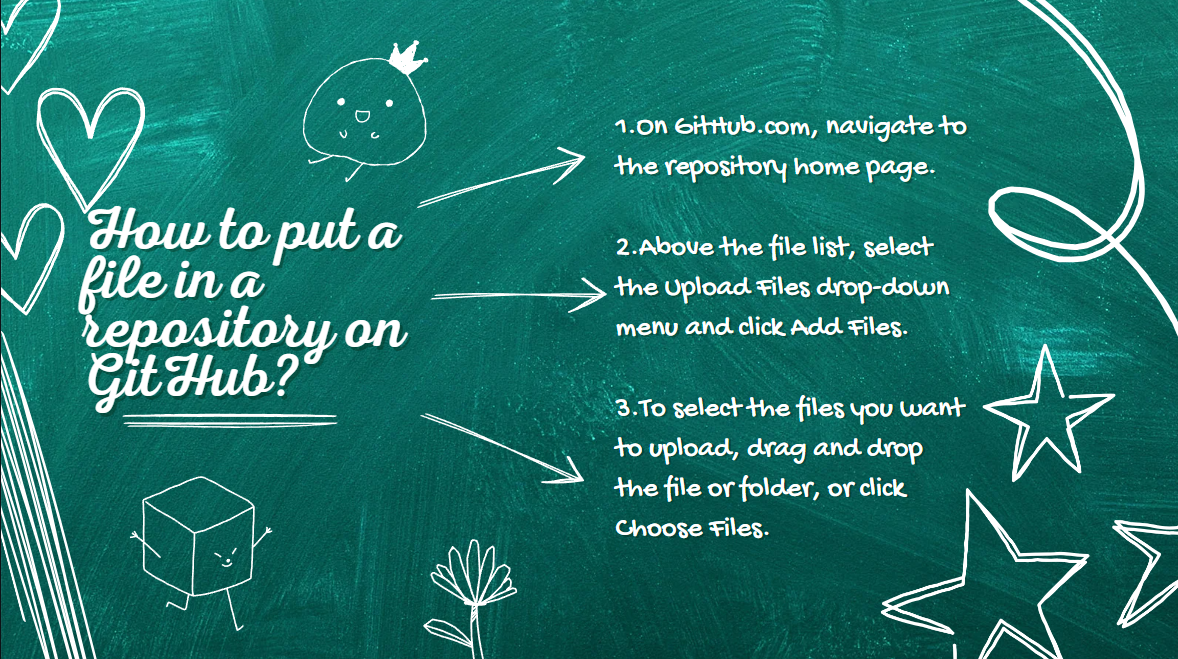 How to put a
file in a
repository on
GitHub?
1.On GitHub.com, navigate to
the repository home page.
2.Above the file list, select
the Upload Files drop-down
menu and click Add Files.
3.To select the files you want
to upload, drag and drop
the file or folder, or click
Choose Files.